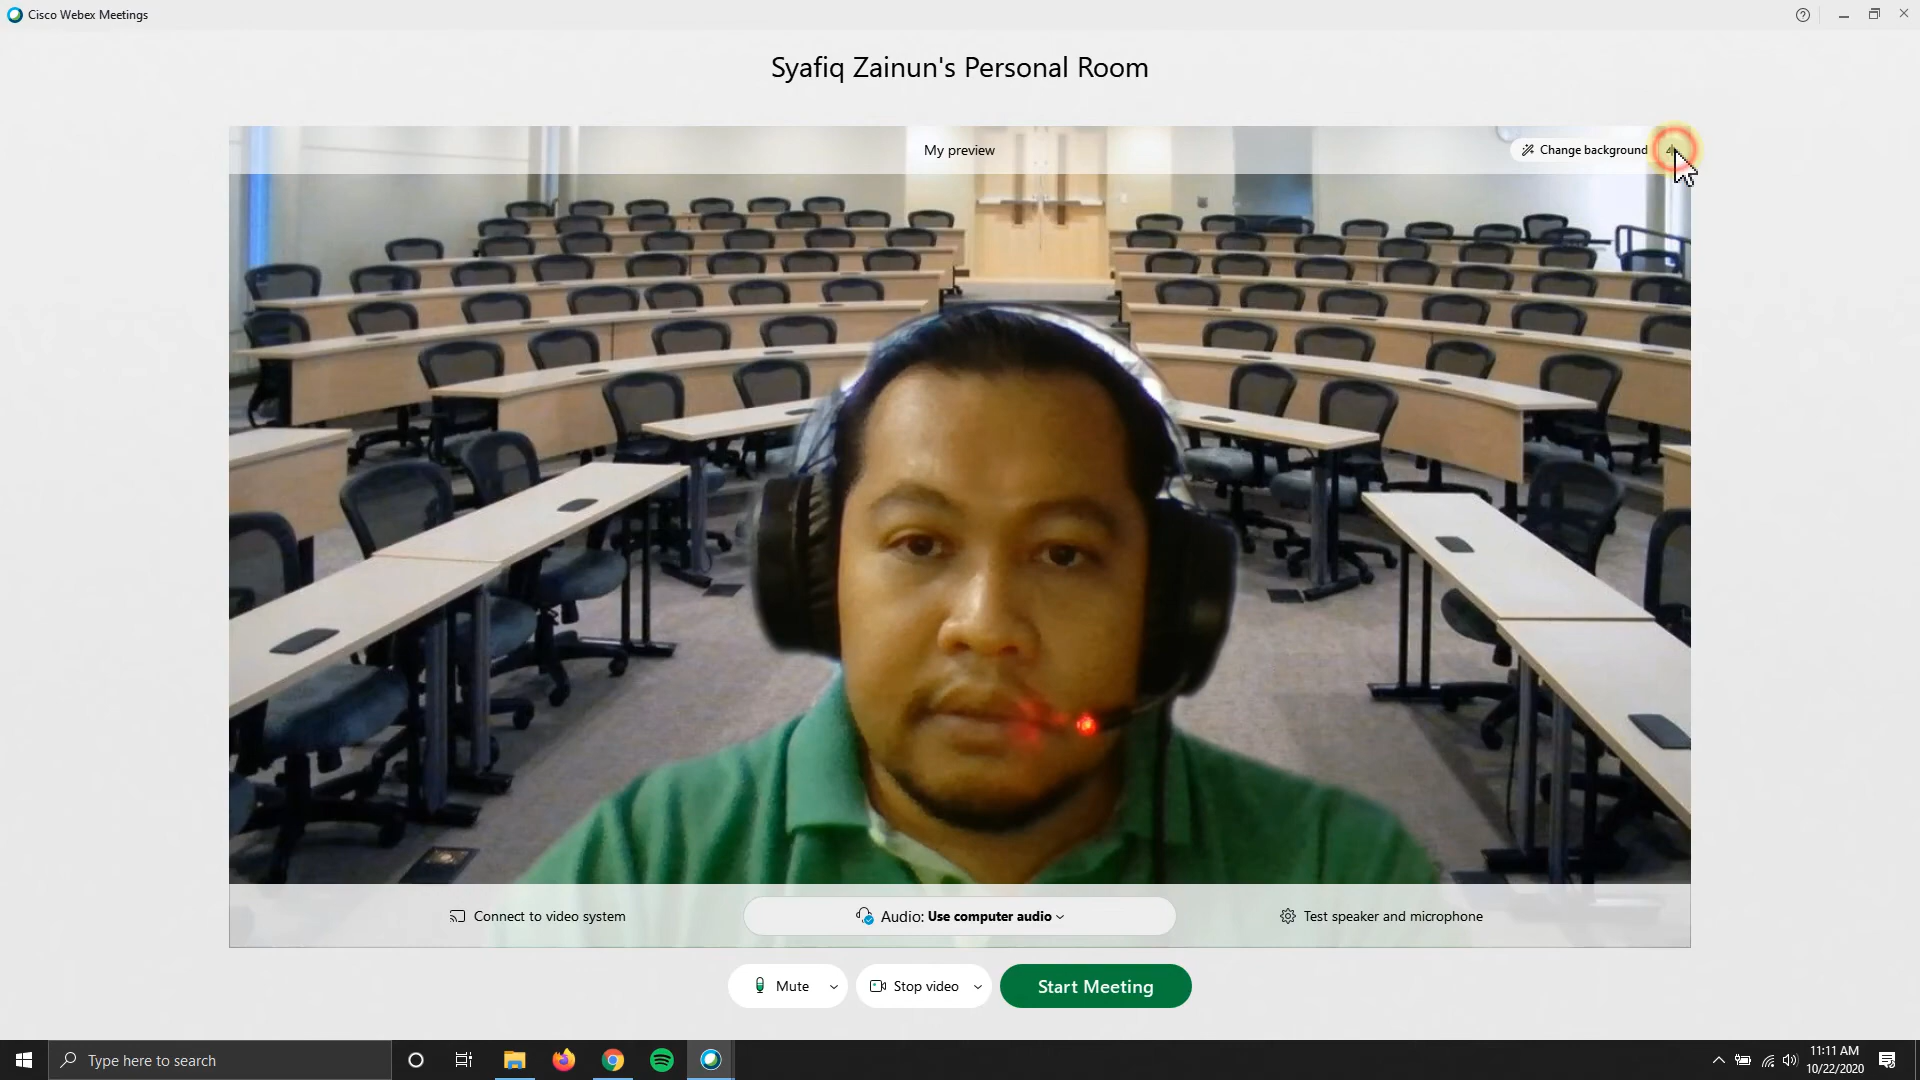 Cisco Webex Meetings
Syafiq Zainun's Personal Room
My preview
Change background
Connect to video system
Audio: Use computer audio
Test speaker and microphone
Mute
Stop video
Start Meeting
Type here to search
11:11 AM
10/22/2020